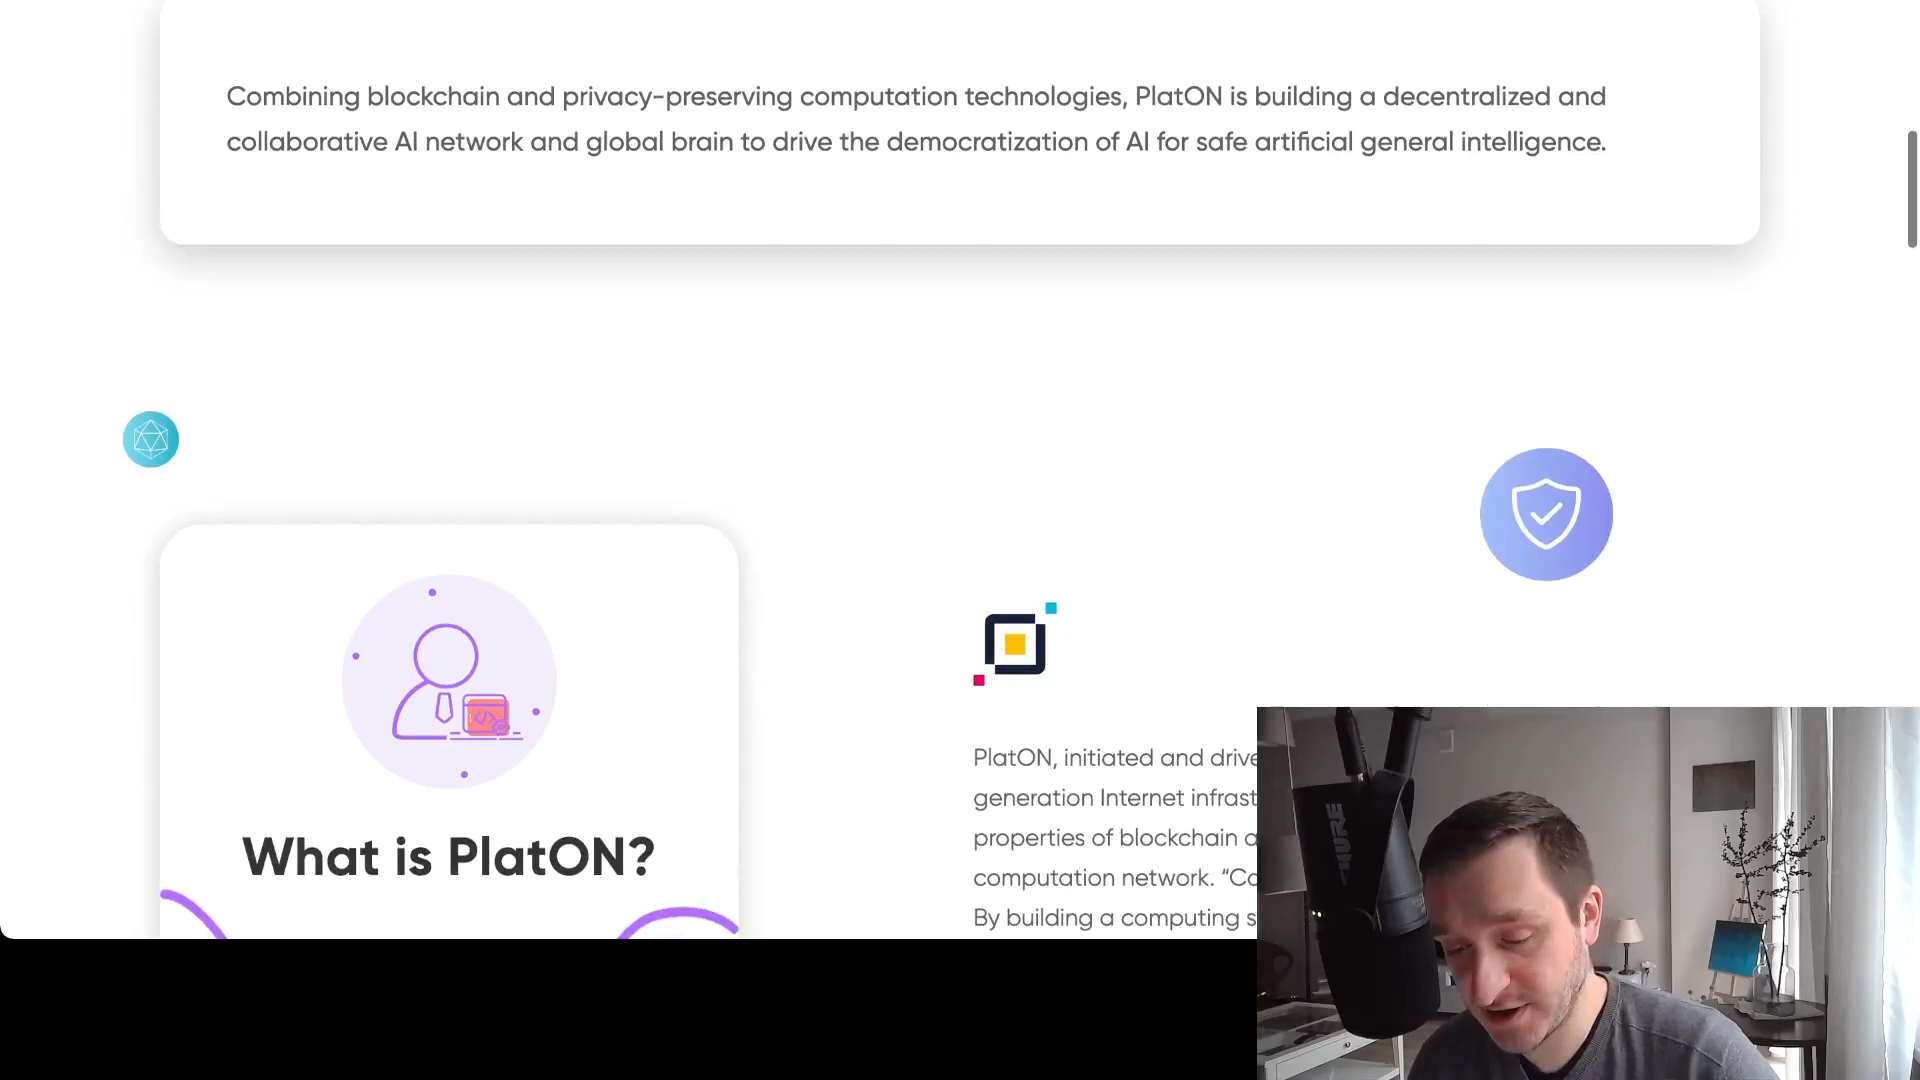 Combining blockchain and privacy-preserving computation technologies, PlatON is building a decentralized and
collaborative AI network and global brain to drive the democratization of AI for safe artificial general intelligence.
What is PlatON?
PlatON, initiated and drive
generation Internet infrast
properties of blockchain a
computation network. “Co
By building a computing s
SHURE